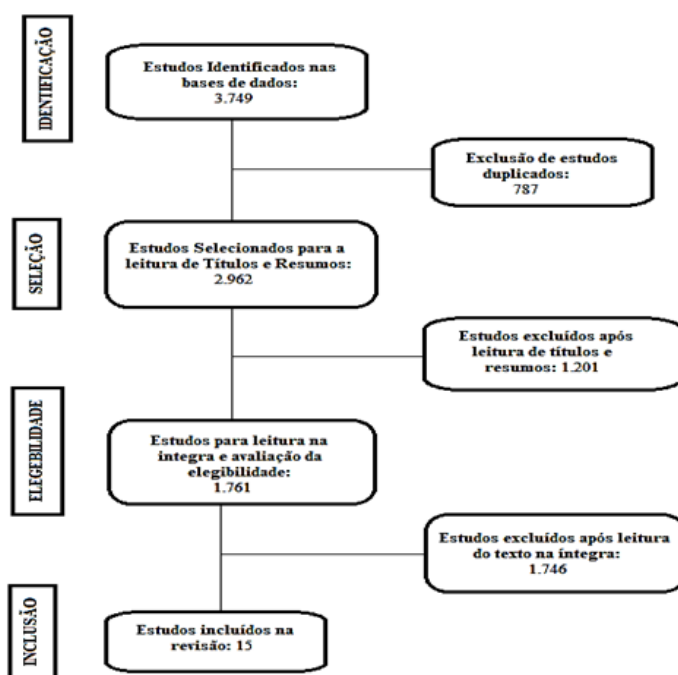 IDENTIFICAÇÃO
Estudos Identificados nas
bases de dados:
3.749
Exclusão de estudos
duplicados:
787
SELEÇÃO
Estudos Selecionados para a
leitura de Títulos e Resumos:
2.962
Estudos excluídos após
leitura de títulos e
resumos: 1.201
ELEGEBILIDADE
Estudos para leitura na
integra e avaliação da
elegibilidade:
1.761
Estudos excluídos após leitura
do texto na íntegra:
1.746
INCLUSÃO
Estudos incluídos na
revisão: 15